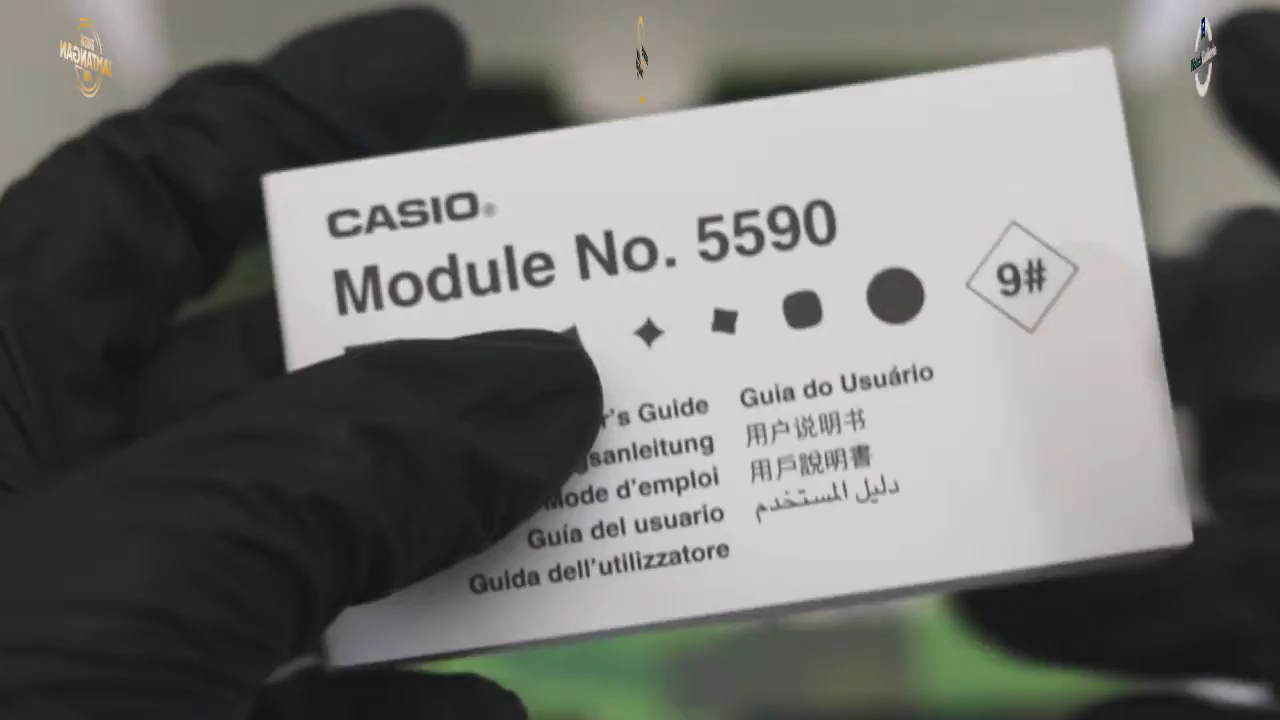 CASIO®
Module No. 5590
9#
r's Guide
gsanleitung
Mode d'emploi
Guía del usuario
Guida dell'utilizzatore
Guia do Usuário
用户说明书
用戶說明書
دليل المستخدم